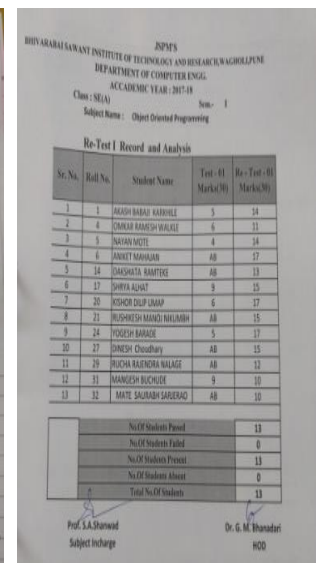 JSPM'S
BHIVARABAI SAWANT INSTITUTE OF TECHNOLOGY AND RESEARCH,WAGHOLI,PUNE
DEPARTMENT OF COMPUTER ENGG.
ACCADEMIC YEAR : 2017-18
Class : SE(A) Sem.- I
Subject Name : Object Oriented Programming
Re-Test I Record and Analysis
Sr. No. Roll No. Student Name Test - 01 Marks(30) Re - Test - 01 Marks(30)
1 1 AKASH BABAJI KARKHILE 5 14
2 4 OMKAR RAMESH WALKE 6 11
3 5 NAYAN MOTE 4 14
4 6 ANIKET MAHAJAN AB 17
5 14 DAKSHATA RAMTEKE AB 13
6 17 SHRIYA ALHAT 9 15
7 20 KISHOR DILIP UMAP 6 17
8 21 RUSHIKESH MANOJ NIKUMBH AB 15
9 24 YOGESH BARADE 5 17
10 27 DINESH Choudhary AB 15
11 29 RUCHA RAJENDRA NALAGE AB 12
12 31 MANGESH BUCHUDE 9 10
13 32 MATE SAURABH SARJERAO AB 10
No.Of Students Passed 13
No.Of Students Failed 0
No.Of Students Present 13
No.Of Students Absent 0
Total No.Of Students 13
Prof. S.A.Shanwad Dr. G. M. Bhanadari
Subject Incharge HOD